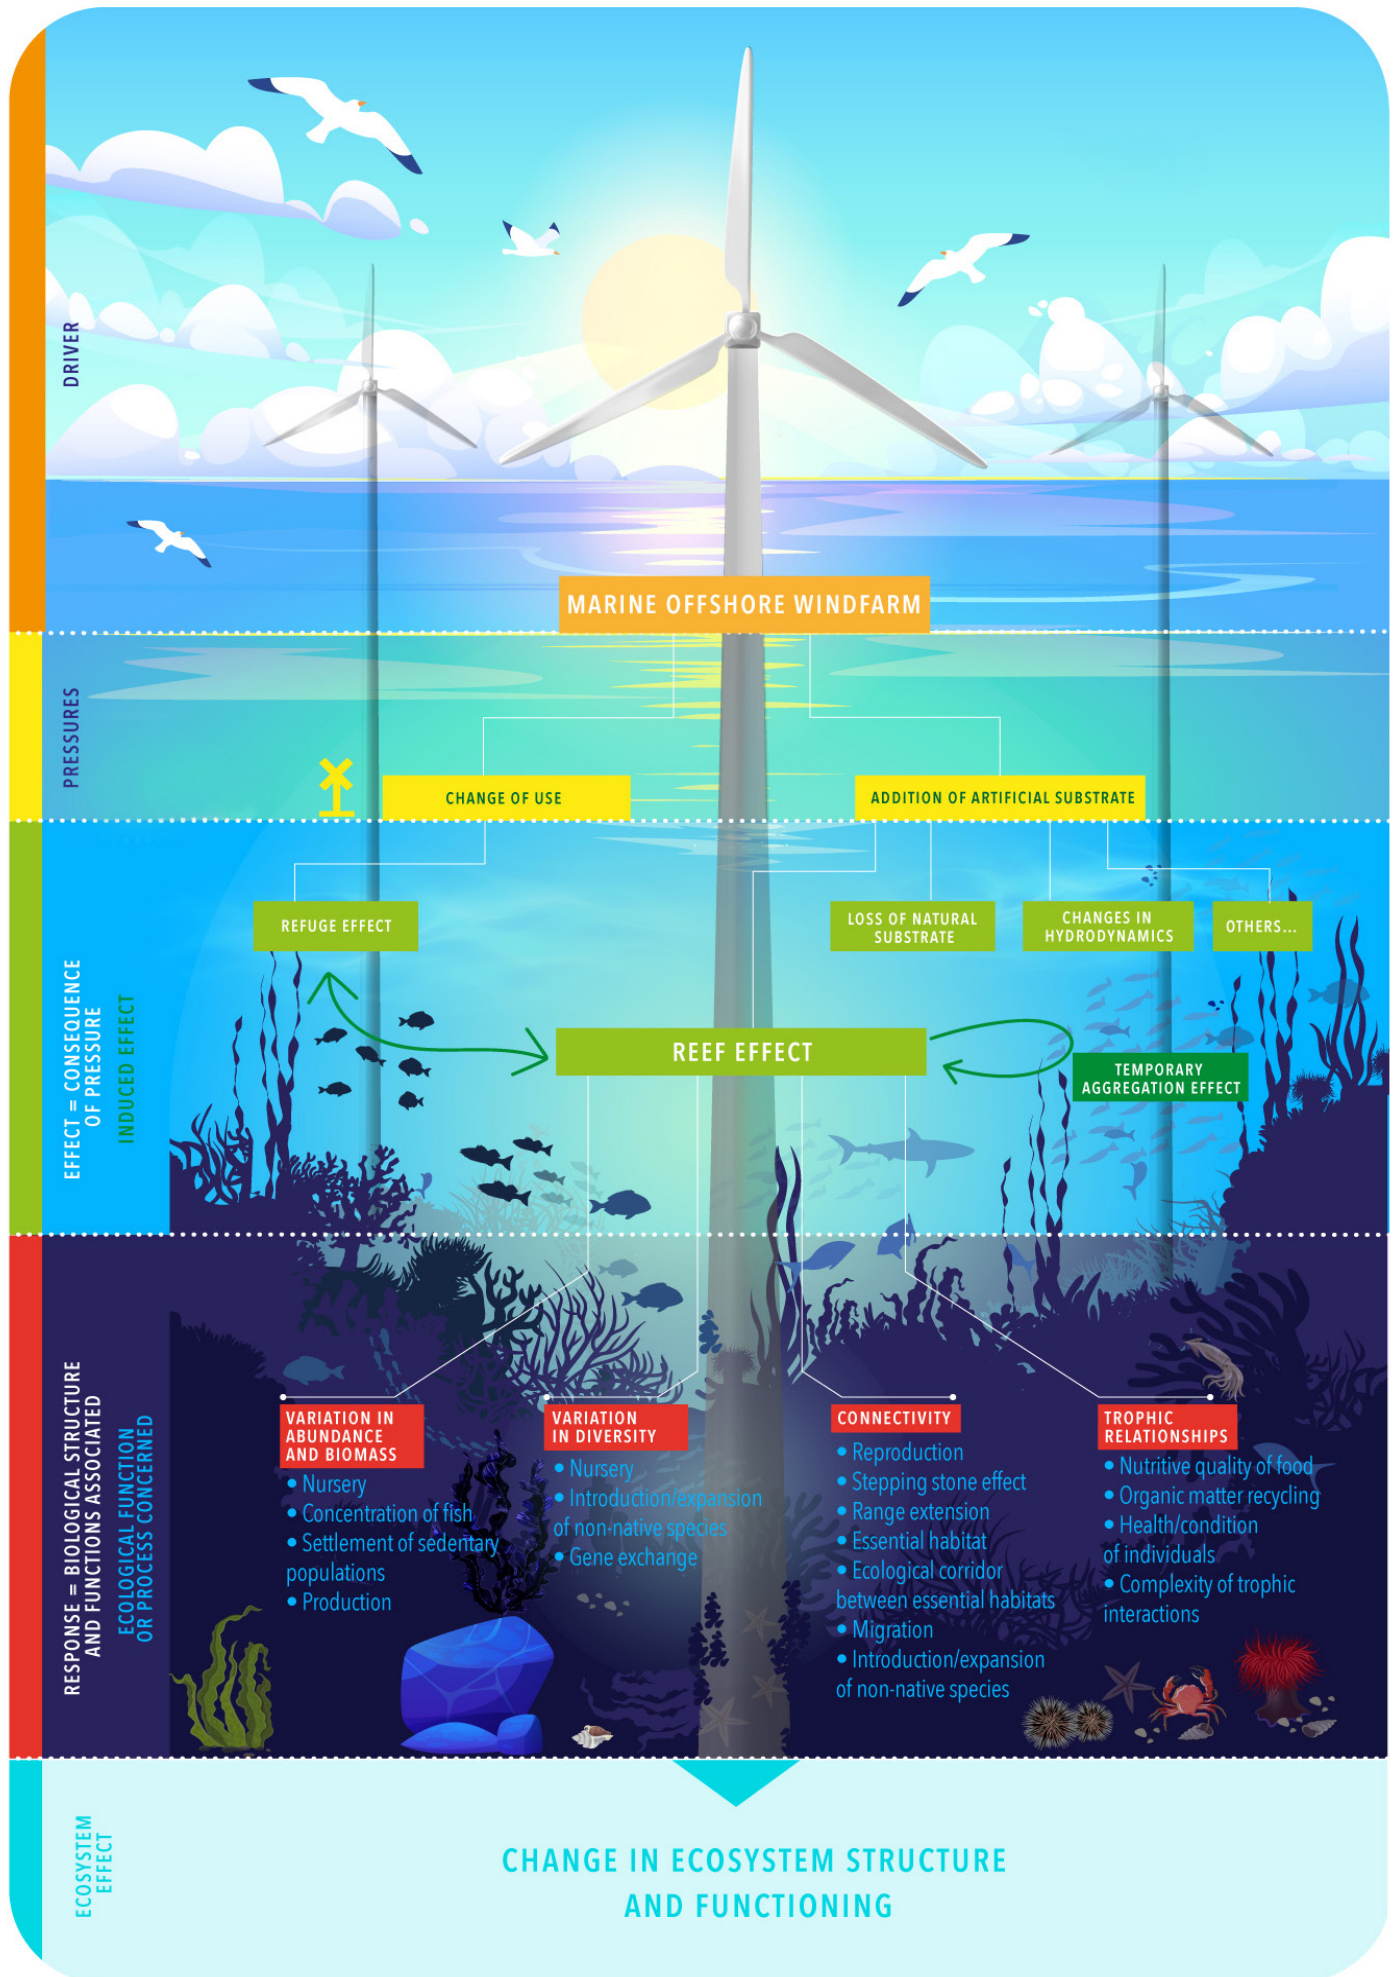 DRIVER
MARINE OFFSHORE WINDFARM
PRESSURES
CHANGE OF USE
ADDITION OF ARTIFICIAL SUBSTRATE
EFFECT = CONSEQUENCE
OF PRESSURE
INDUCED EFFECT
REFUGE EFFECT
LOSS OF NATURAL
SUBSTRATE
CHANGES IN
HYDRODYNAMICS
OTHERS...
REEF EFFECT
TEMPORARY
AGGREGATION EFFECT
RESPONSE = BIOLOGICAL STRUCTURE
AND FUNCTIONS ASSOCIATED
ECOLOGICAL FUNCTION
OR PROCESS CONCERNED
VARIATION IN
ABUNDANCE
AND BIOMASS
• Nursery
• Concentration of fish
• Settlement of sedentary
populations
• Production
VARIATION
IN DIVERSITY
• Nursery
• Introduction/expansion
of non-native species
• Gene exchange
CONNECTIVITY
• Reproduction
• Stepping stone effect
• Range extension
• Essential habitat
• Ecological corridor
between essential habitats
• Migration
• Introduction/expansion
of non-native species
TROPHIC
RELATIONSHIPS
• Nutritive quality of food
• Organic matter recycling
• Health/condition
of individuals
• Complexity of trophic
interactions
ECOSYSTEM
EFFECT
CHANGE IN ECOSYSTEM STRUCTURE
AND FUNCTIONING